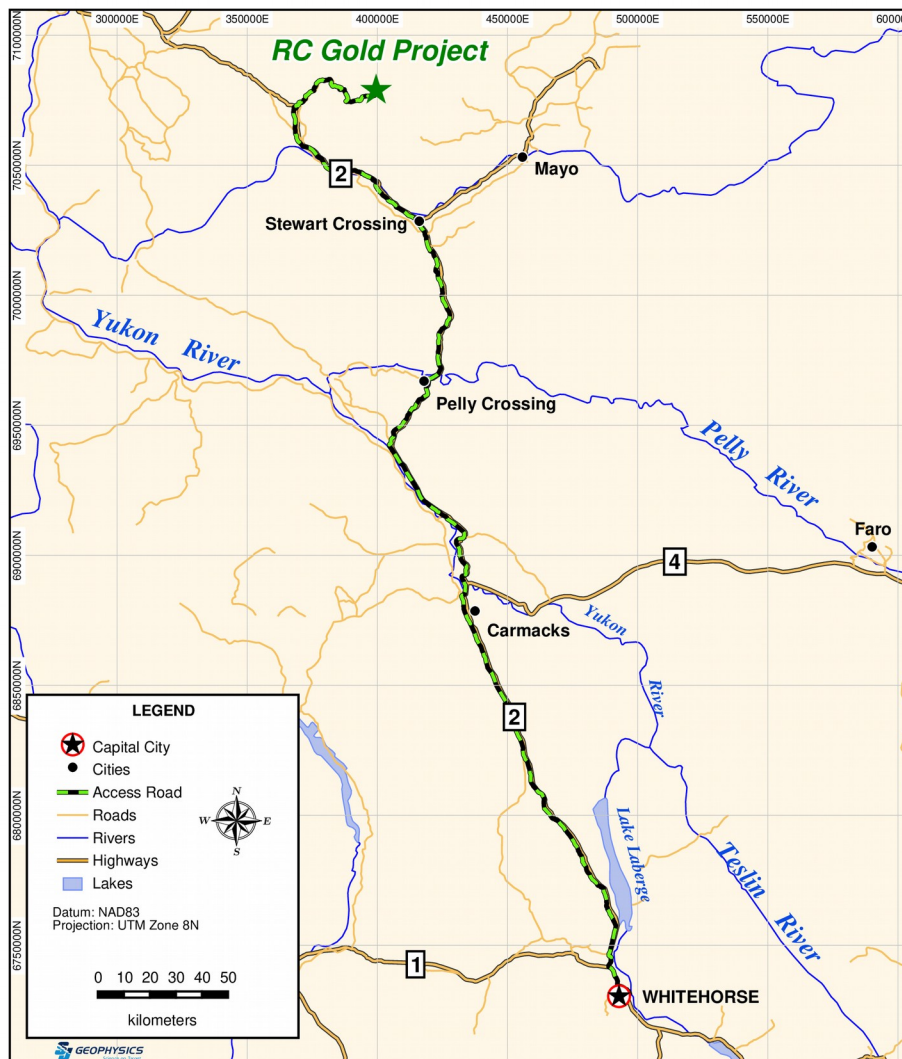 300000E
350000E
400000E
450000E
500000E
550000E
60000
7100000N
7050000N
7000000N
6950000N
6900000N
6850000N
6800000N
6750000N
RC Gold Project
2
Mayo
Stewart Crossing
Yukon River
Pelly Crossing
Pelly River
Faro
4
Carmacks
Yukon
River
2
Lake Laberge
Teslin River
1
WHITEHORSE
LEGEND
Capital City
Cities
Access Road
Roads
Rivers
Highways
Lakes
N
W E
S
Datum: NAD83
Projection: UTM Zone 8N
0 10 20 30 40 50
kilometers
GEOPHYSICS